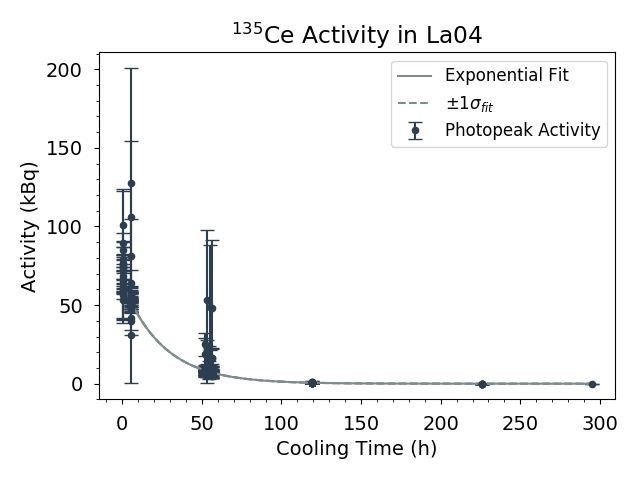 ¹³⁵Ce Activity in La04
Exponential Fit
±1σ_fit
Photopeak Activity
Activity (kBq)
200
150
100
50
0
0 50 100 150 200 250 300
Cooling Time (h)